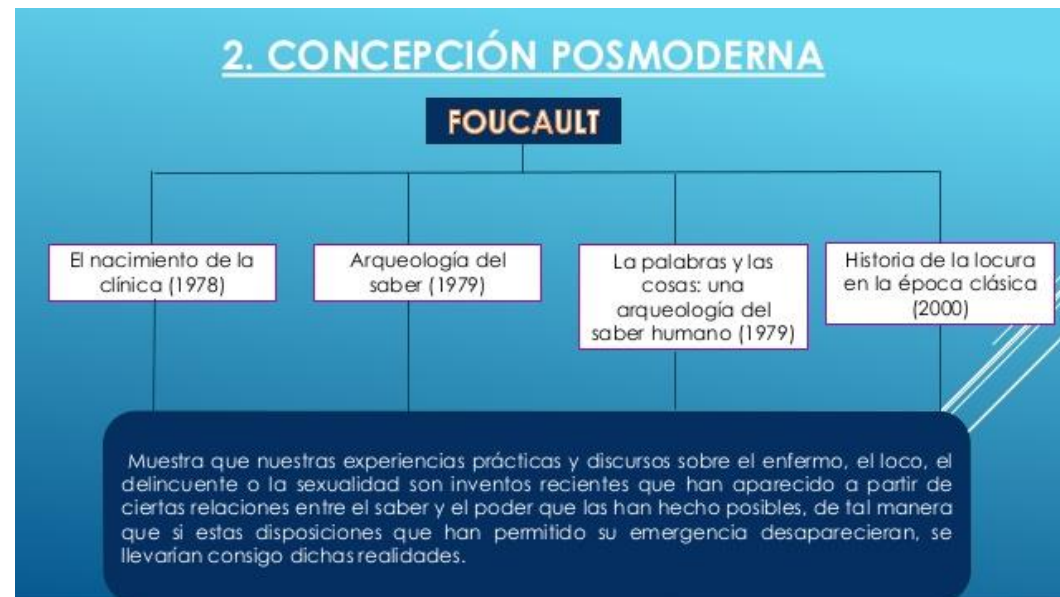 2. CONCEPCIÓN POSMODERNA
FOUCAULT
El nacimiento de la
clínica (1978)
Arqueología del
saber (1979)
La palabras y las
cosas: una
arqueología del
saber humano (1979)
Historia de la locura
en la época clásica
(2000)
Muestra que nuestras experiencias prácticas y discursos sobre el enfermo, el loco, el
delincuente o la sexualidad son inventos recientes que han aparecido a partir de
ciertas relaciones entre el saber y el poder que las han hecho posibles, de tal manera
que si estas disposiciones que han permitido su emergencia desaparecieran, se
llevarían consigo dichas realidades.